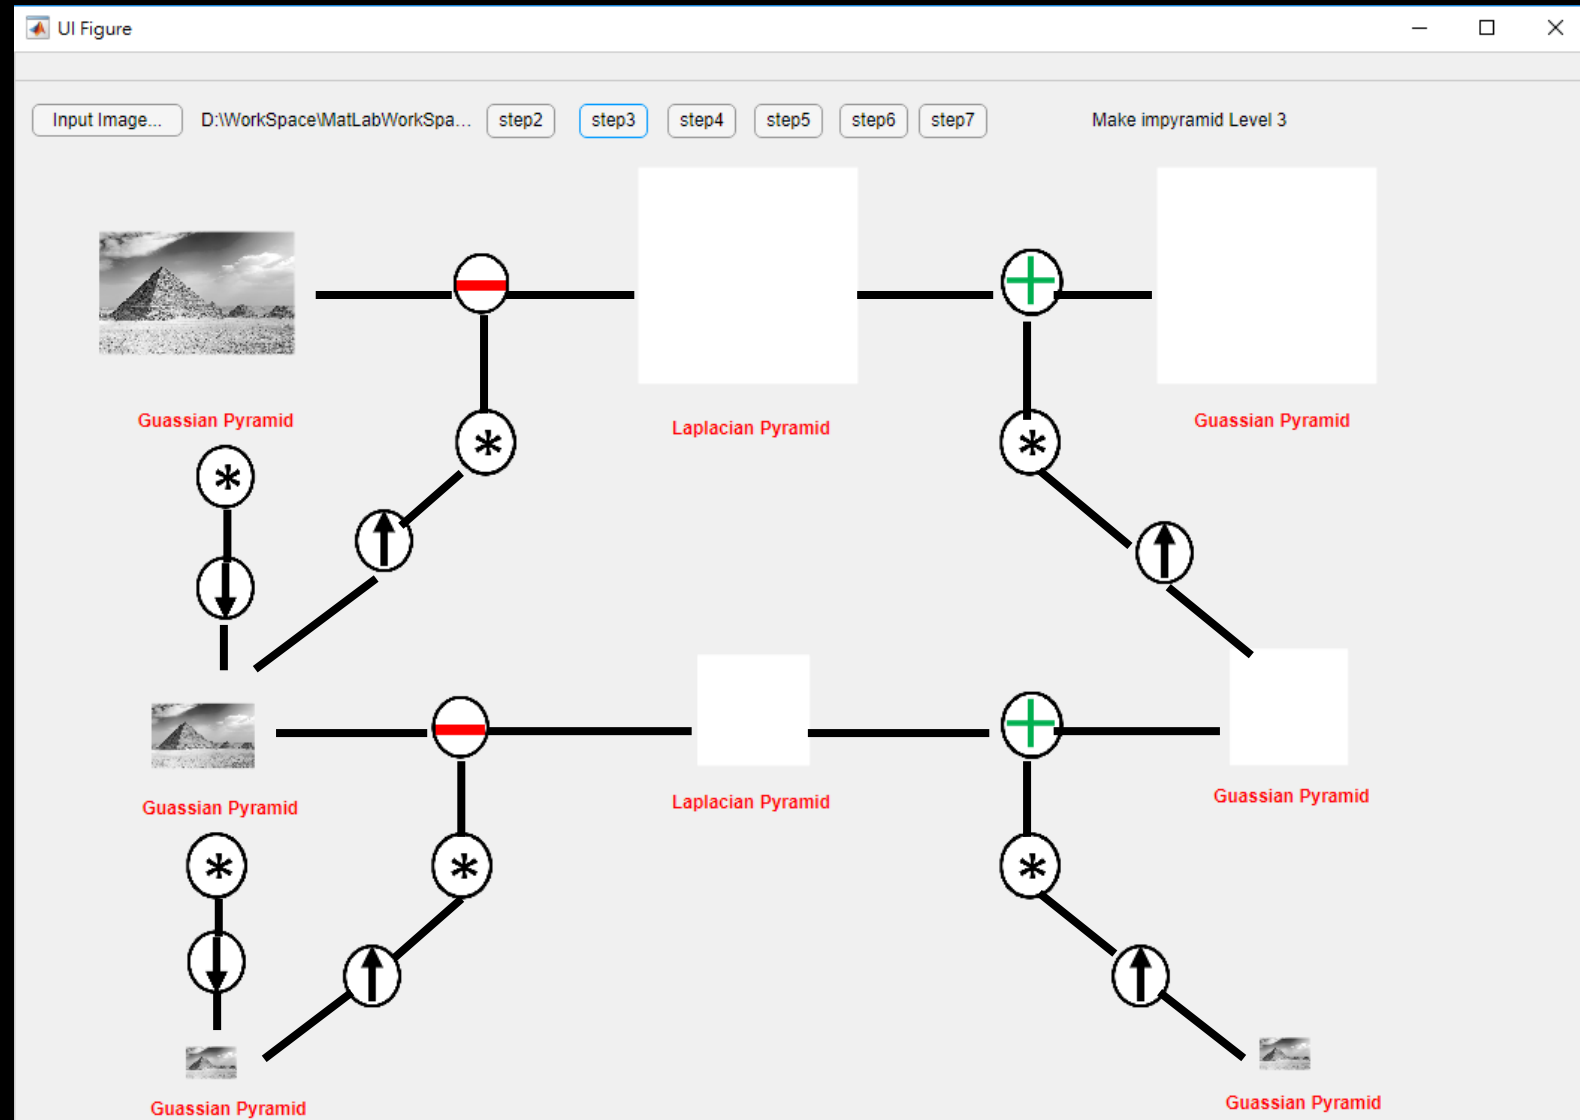 UI Figure
Input Image... D:\WorkSpace\MatLabWorkSpa... step2 step3 step4 step5 step6 step7 Make impyramid Level 3
Guassian Pyramid
Laplacian Pyramid
Guassian Pyramid
*
*
*
Guassian Pyramid
Laplacian Pyramid
Guassian Pyramid
*
*
*
Guassian Pyramid
Guassian Pyramid